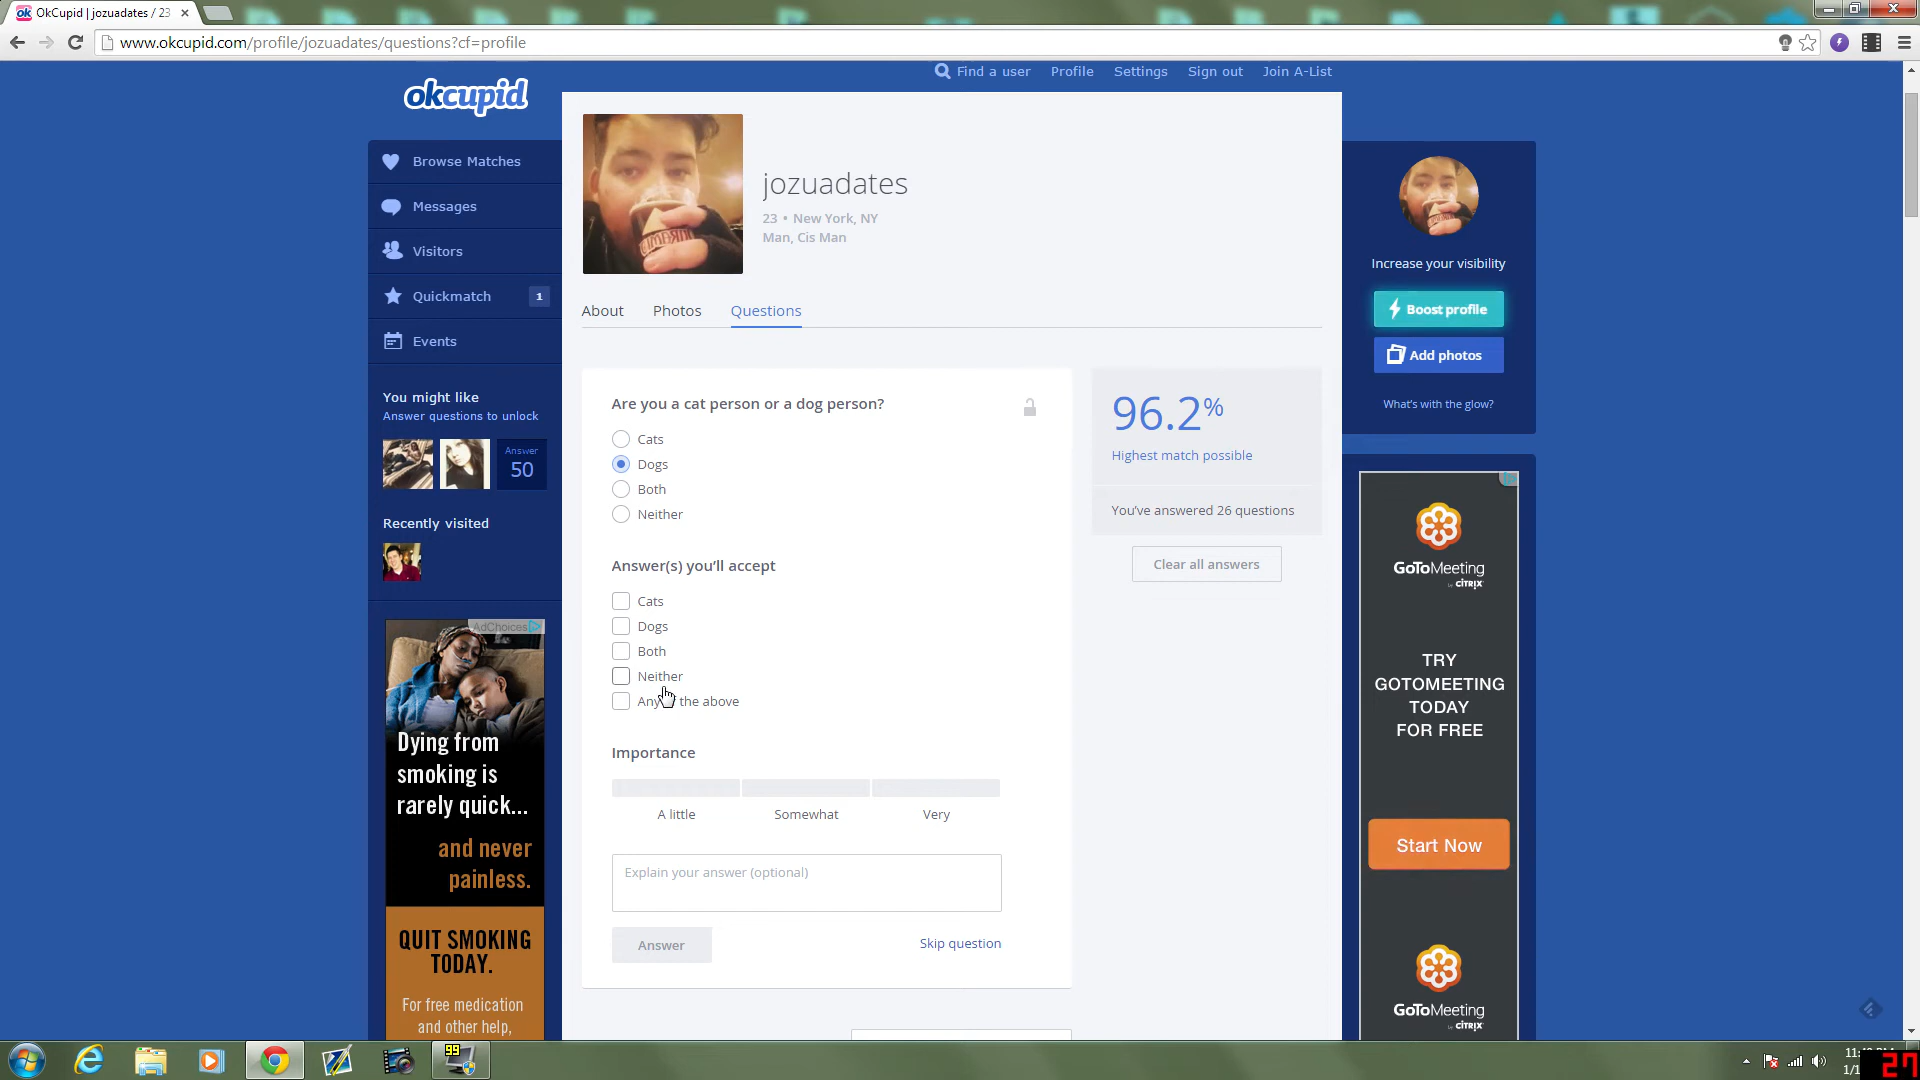 OkCupid | jozuadates / 23
www.okcupid.com/profile/jozuadates/questions?cf=profile
Find a user
Profile
Settings
Sign out
Join A-List
okcupid
Browse Matches
Messages
Visitors
Quickmatch
1
Events
You might like
Answer questions to unlock
Answer
50
Recently visited
AdChoices
Dying from
smoking is
rarely quick...
and never
painless.
QUIT SMOKING
TODAY.
For free medication
and other help,
jozuadates
23 • New York, NY
Man, Cis Man
About
Photos
Questions
Are you a cat person or a dog person?
Cats
Dogs
Both
Neither
Answer(s) you'll accept
Cats
Dogs
Both
Neither
Any the above
Importance
A little
Somewhat
Very
Explain your answer (optional)
Answer
Skip question
96.2%
Highest match possible
You've answered 26 questions
Clear all answers
Increase your visibility
Boost profile
Add photos
What's with the glow?
GoToMeeting
by CITRIX
TRY
GOTOMEETING
TODAY
FOR FREE
Start Now
GoToMeeting
by CITRIX
99
27